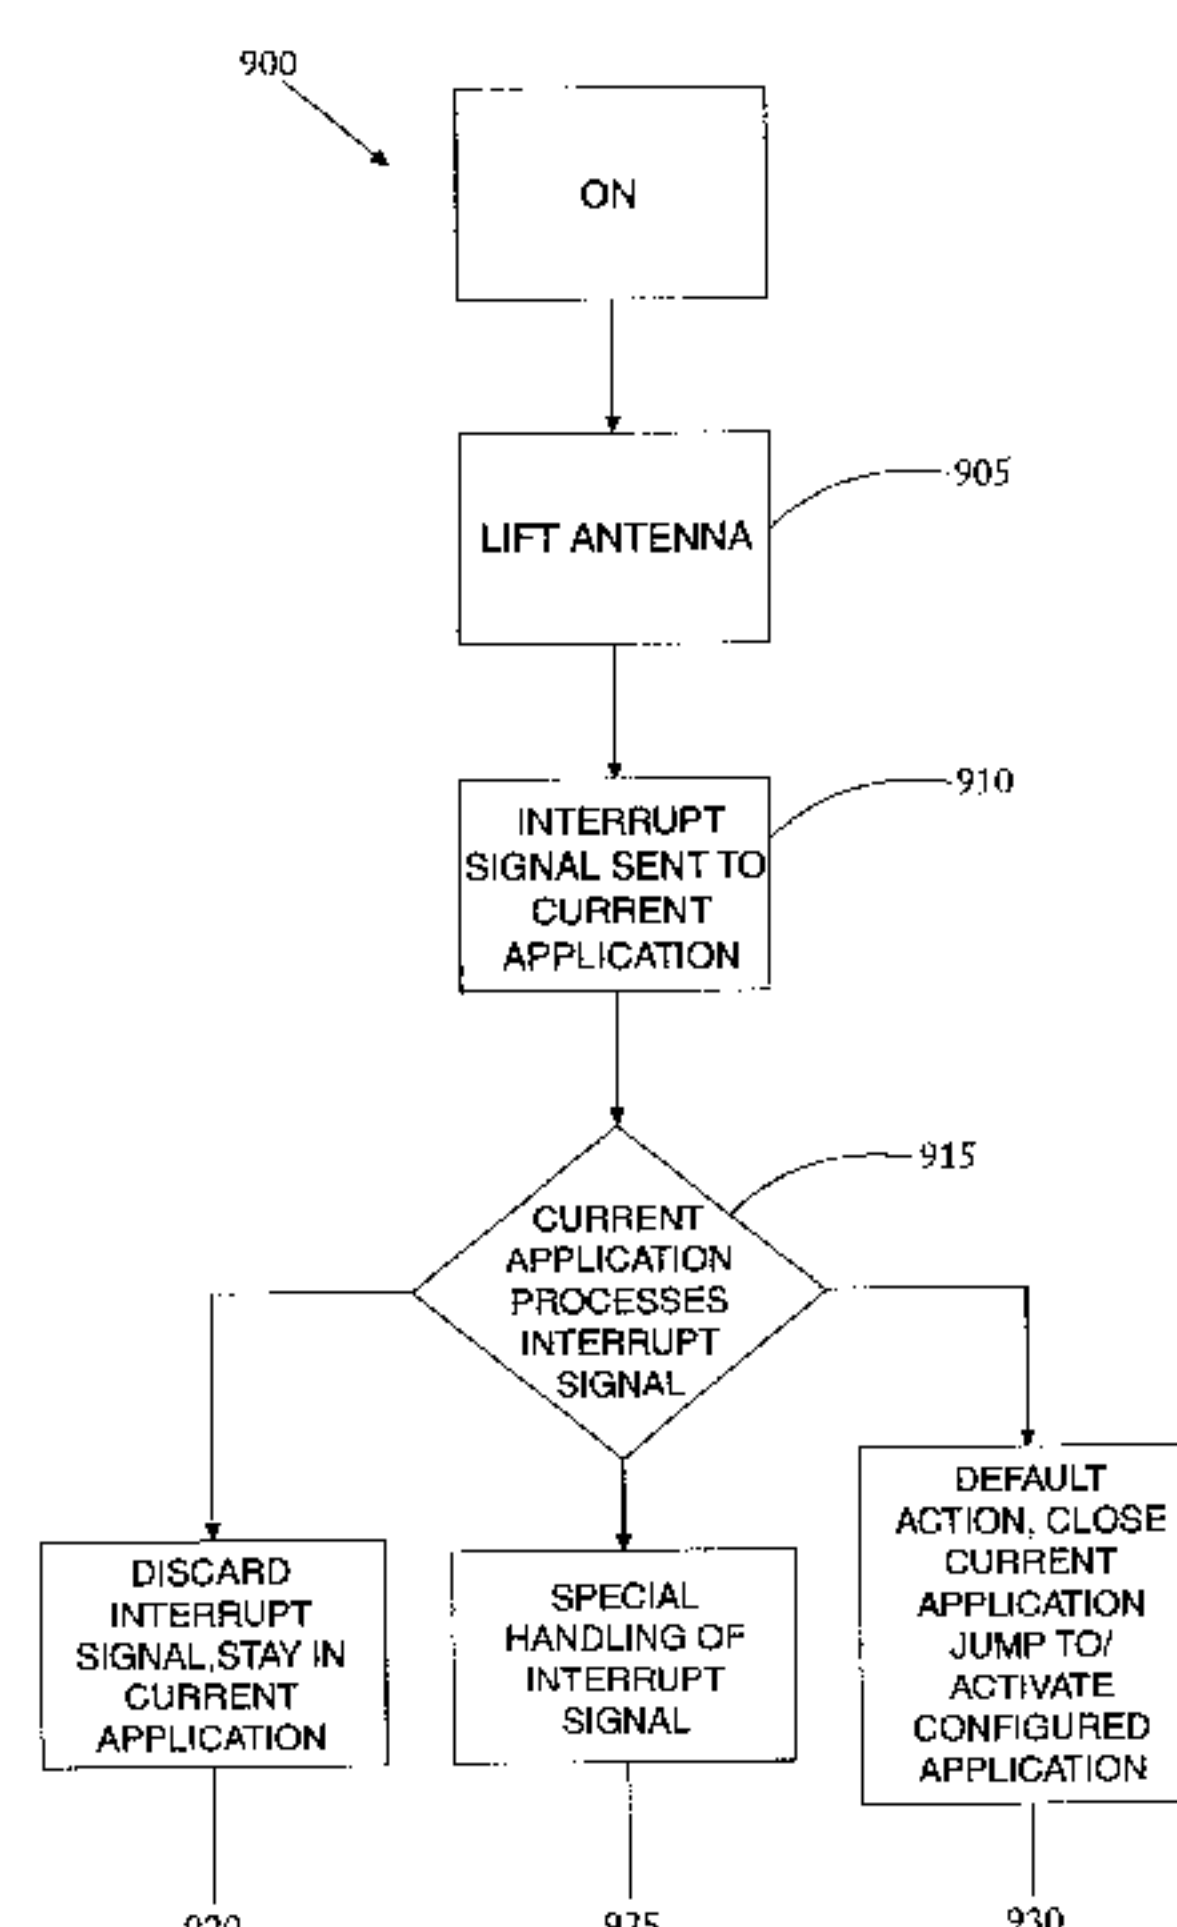 900
ON
LIFT ANTENNA
905
INTERRUPT
SIGNAL SENT TO
CURRENT
APPLICATION
910
CURRENT
APPLICATION
PROCESSES
INTERRUPT
SIGNAL
915
DISCARD
INTERRUPT
SIGNAL,STAY IN
CURRENT
APPLICATION
SPECIAL
HANDLING OF
INTERRUPT
SIGNAL
DEFAULT
ACTION, CLOSE
CURRENT
APPLICATION
JUMP TO/
ACTIVATE
CONFIGURED
APPLICATION
930